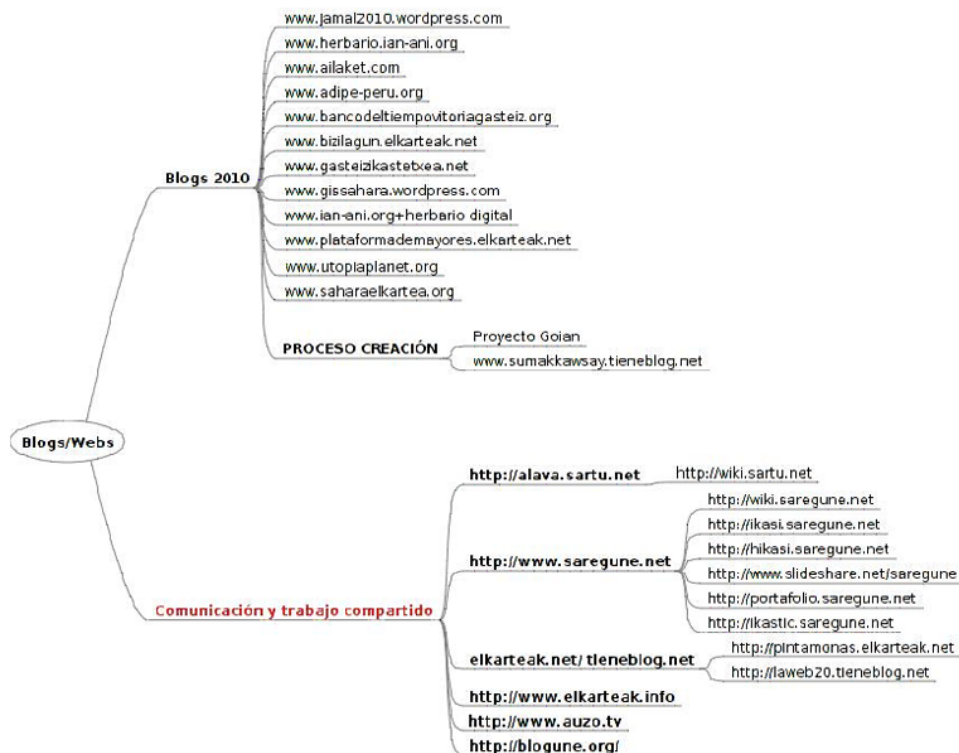 www.jamal2010.wordpress.com
www.herbario.ian-ani.org
www.ailaket.com
www.adipe-peru.org
www.bancodeltiempovitoriagasteiz.org
www.bizilagun.elkarteak.net
www.gasteizikastetxea.net
Blogs 2010
www.gissahara.wordpress.com
www.ian-ani.org+herbario digital
www.plataformademayores.elkarteak.net
www.utopiaplanet.org
www.saharaelkartea.org
PROCESO CREACIÓN
Proyecto Goian
www.sumakkawsay.tieneblog.net
Blogs/Webs
Comunicación y trabajo compartido
http://alava.sartu.net
http://wiki.sartu.net
http://www.saregune.net
http://wiki.saregune.net
http://ikasi.saregune.net
http://hikasi.saregune.net
http://www.slideshare.net/saregune
http://portafolio.saregune.net
http://ikastic.saregune.net
elkarteak.net/ tieneblog.net
http://pintamonas.elkarteak.net
http://laweb20.tieneblog.net
http://www.elkarteak.info
http://www.auzo.tv
http://blogune.org/